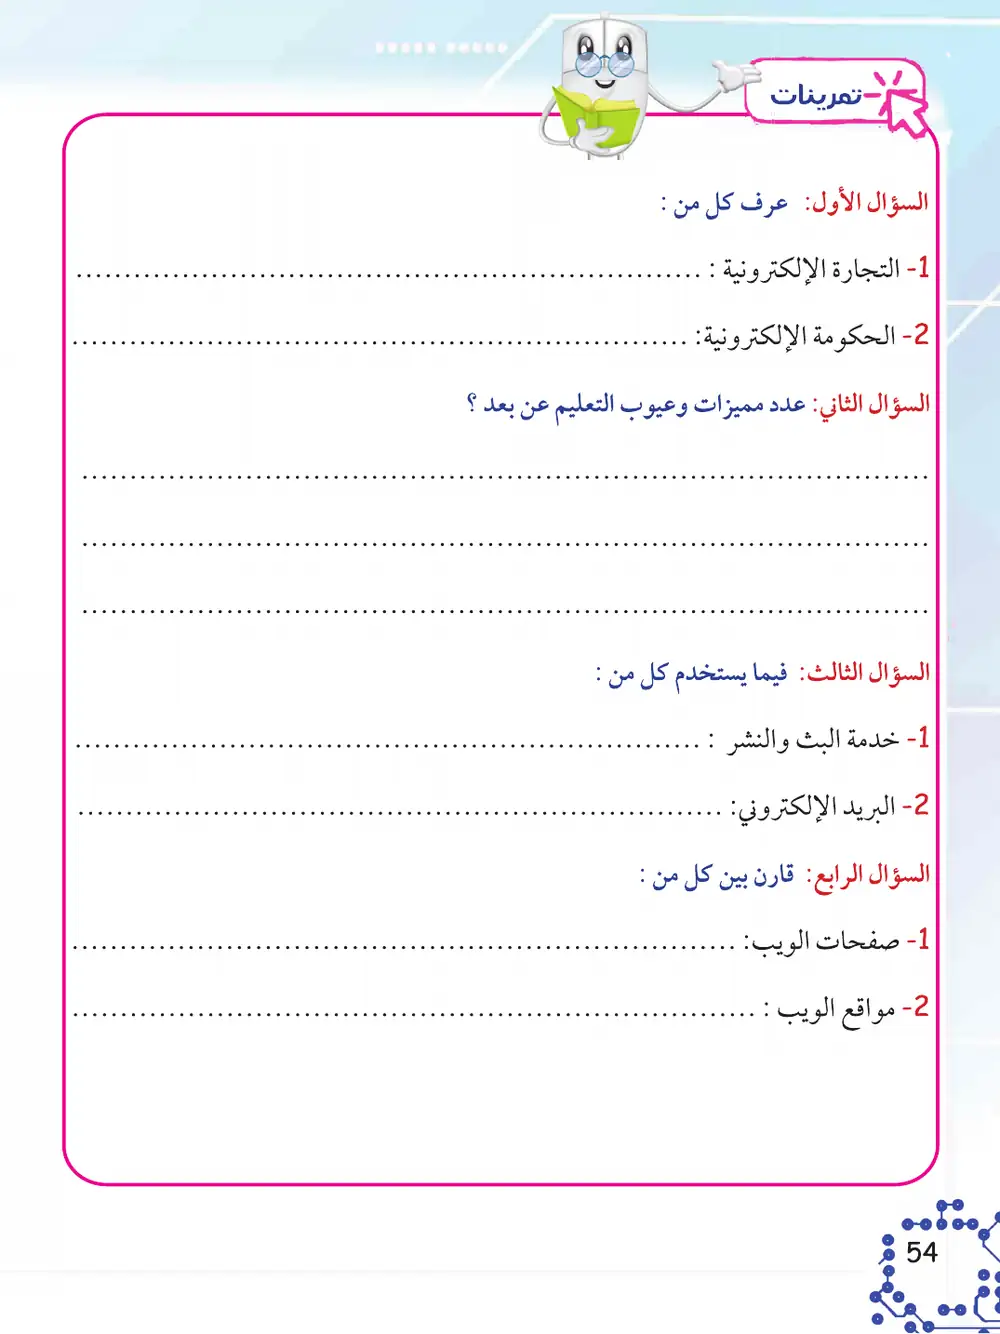 تمرينات
السؤال الأول: عرف كل من :
1- التجارة الإلكترونية : ................................................................
2- الحكومة الإلكترونية: ................................................................
السؤال الثاني: عدد مميزات وعيوب التعليم عن بعد ؟
................................................................................
................................................................................
................................................................................
السؤال الثالث: فيما يستخدم كل من :
1- خدمة البث والنشر : ................................................................
2- البريد الإلكتروني: ................................................................
السؤال الرابع: قارن بين كل من :
1- صفحات الويب: ................................................................
2- مواقع الويب : ................................................................
54